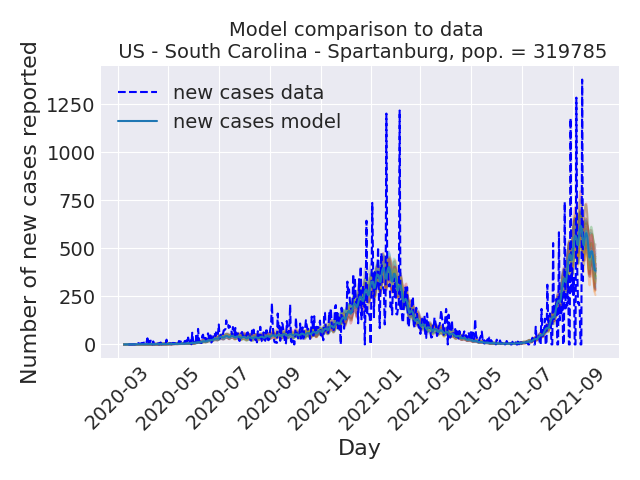 Model comparison to data
US - South Carolina - Spartanburg, pop. = 319785
Number of new cases reported
1250
1000
750
500
250
0
new cases data
new cases model
2020-03
2020-05
2020-07
2020-09
2020-11
2021-01
2021-03
2021-05
2021-07
2021-09
Day